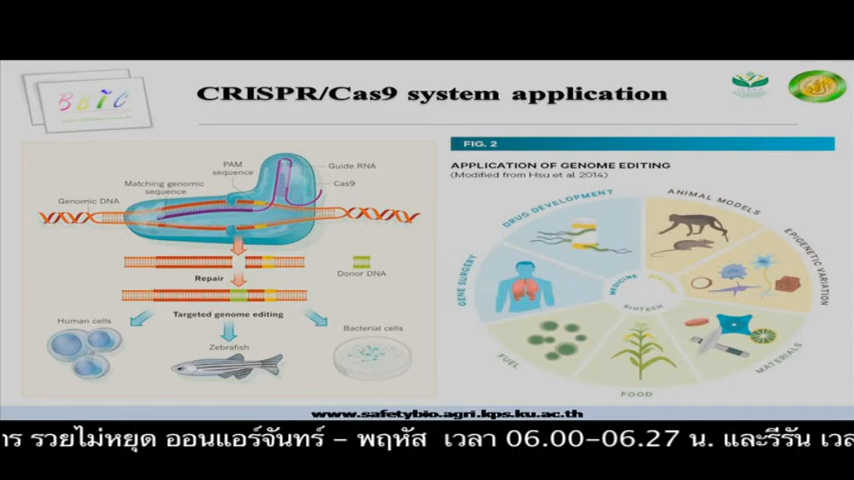 BBIC
CRISPR/Cas9 system application
PAM
sequence
Guide RNA
Matching genomic
sequence
Cas9
Genomic DNA
Donor DNA
Repair
Targeted genome editing
Human cells
Zebrafish
Bacterial cells
FIG. 2
APPLICATION OF GENOME EDITING
(Modified from Hsu et al. 2014)
DRUG DEVELOPMENT
ANIMAL MODELS
GENE SURGERY
EPIGENETIC VARIATION
MEDICINE
BIOTECH
FUEL
MATERIALS
FOOD
www.safetybio.agri.kps.ku.ac.th
าร รวยไม่หยุด ออนแอร์จันทร์ – พฤหัส เวลา 06.00–06.27 น. และรีรัน เวล